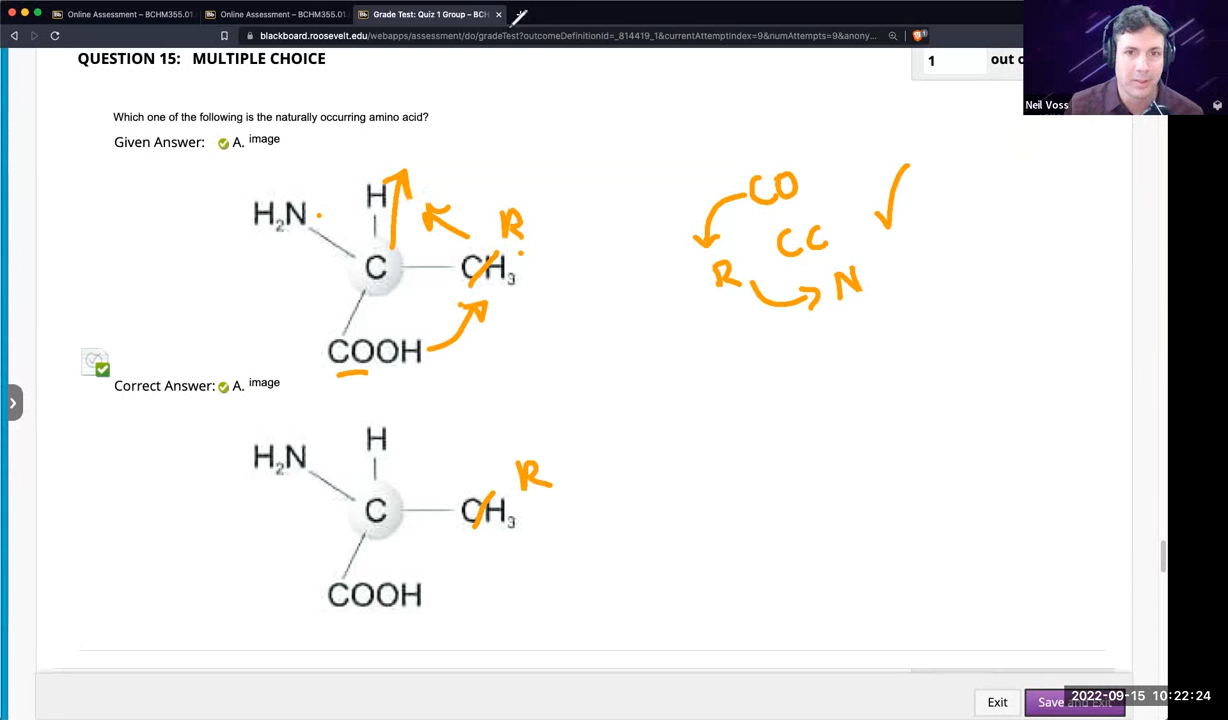 Online Assessment – BCHM355.01
Online Assessment – BCHM355.01
Grade Test: Quiz 1 Group – BCH
blackboard.roosevelt.edu/webapps/assessment/do/gradeTest?outcomeDefinitionId=_814419_1&currentAttemptIndex=9&numAttempts=9&anony...
QUESTION 15: MULTIPLE CHOICE
1 out o
Neil Voss
Which one of the following is the naturally occurring amino acid?
Given Answer: A. image
H
H₂N
C
CH₃
R
COOH
CO
CC
R
N
Correct Answer: A. image
H
H₂N
R
C
CH₃
COOH
Exit
Save and Exit
2022-09-15 10:22:24